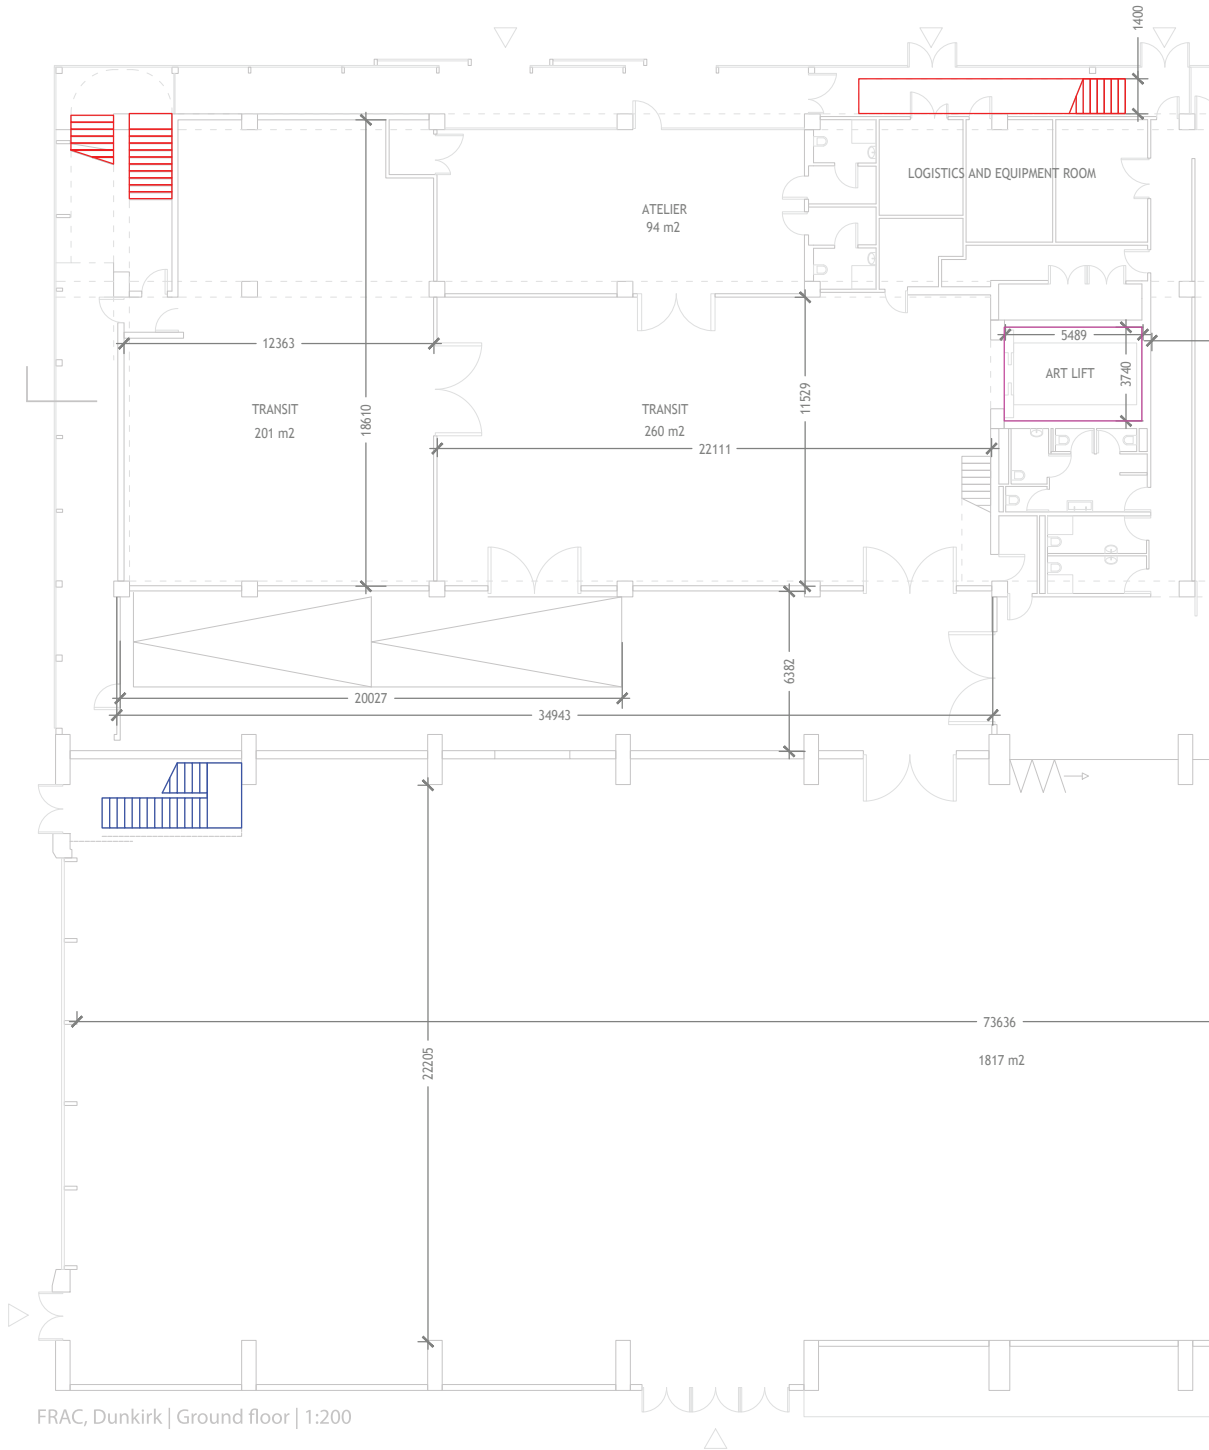 1400
ATELIER
94 m2
LOGISTICS AND EQUIPMENT ROOM
12363
5489
ART LIFT
3740
TRANSIT
201 m2
18610
TRANSIT
260 m2
11529
22111
6382
20027
34943
73636
1817 m2
22205
FRAC, Dunkirk | Ground floor | 1:200